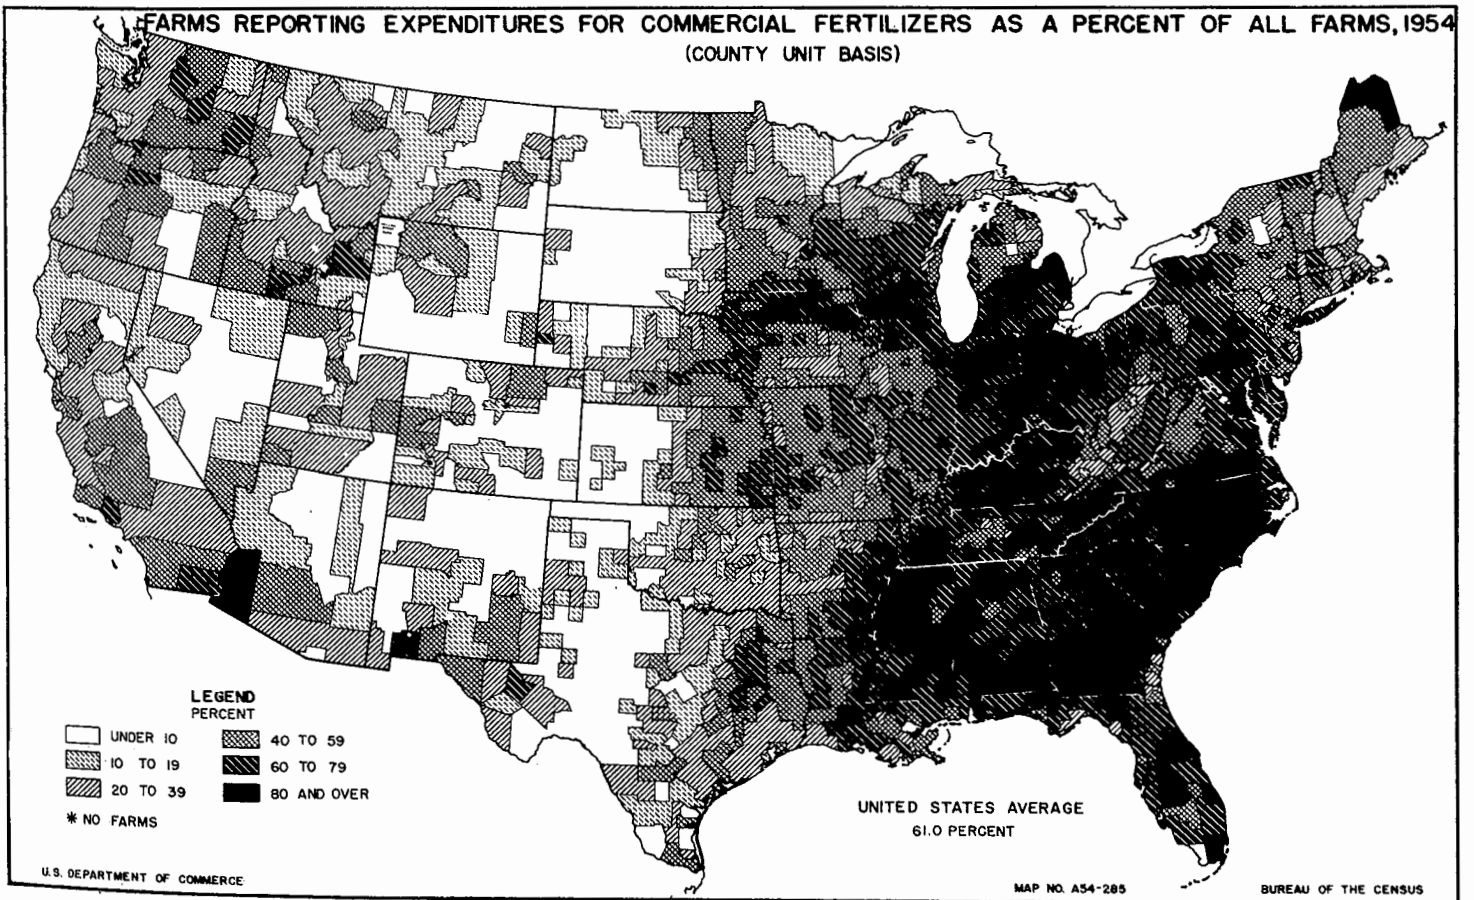 FARMS REPORTING EXPENDITURES FOR COMMERCIAL FERTILIZERS AS A PERCENT OF ALL FARMS, 1954
(COUNTY UNIT BASIS)
LEGEND
PERCENT
UNDER 10
10 TO 19
20 TO 39
* NO FARMS
40 TO 59
60 TO 79
80 AND OVER
UNITED STATES AVERAGE
61.0 PERCENT
U.S. DEPARTMENT OF COMMERCE
MAP NO. A54-285
BUREAU OF THE CENSUS